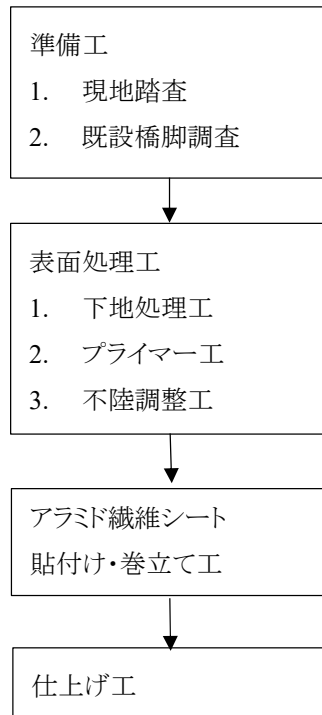 準備工
1. 現地踏査
2. 既設橋脚調査
表面処理工
1. 下地処理工
2. プライマー工
3. 不陸調整工
アラミド繊維シート
貼付け・巻立て工
仕上げ工